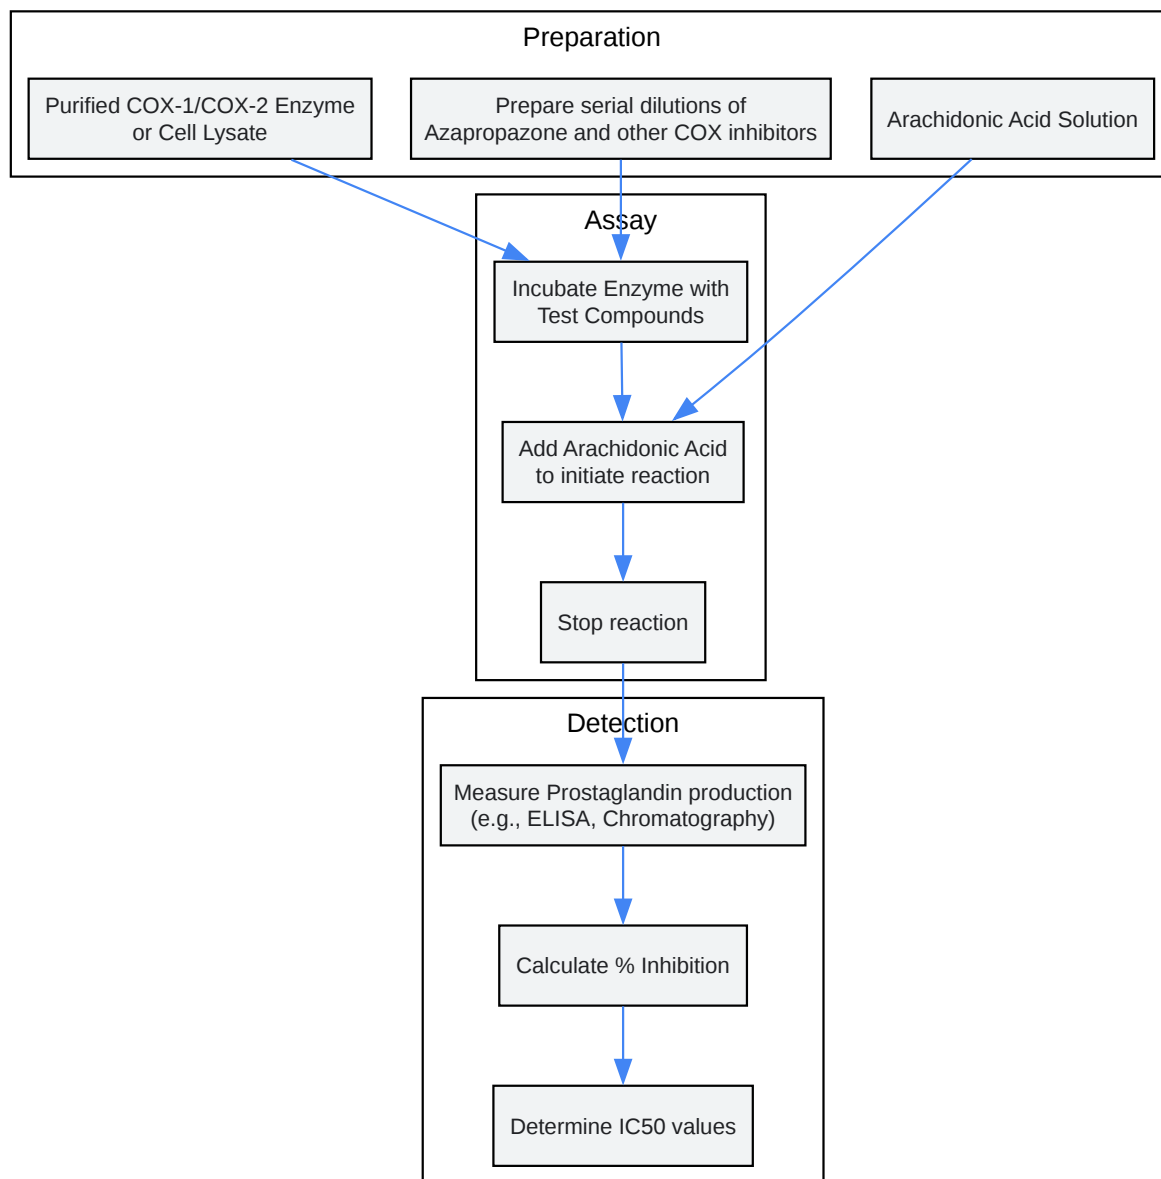 Preparation
Purified COX-1/COX-2 Enzyme
or Cell Lysate
Prepare serial dilutions of
Azapropazone and other COX inhibitors
Arachidonic Acid Solution
Assay
Incubate Enzyme with
Test Compounds
Add Arachidonic Acid
to initiate reaction
Stop reaction
Detection
Measure Prostaglandin production
(e.g., ELISA, Chromatography)
Calculate % Inhibition
Determine IC50 values